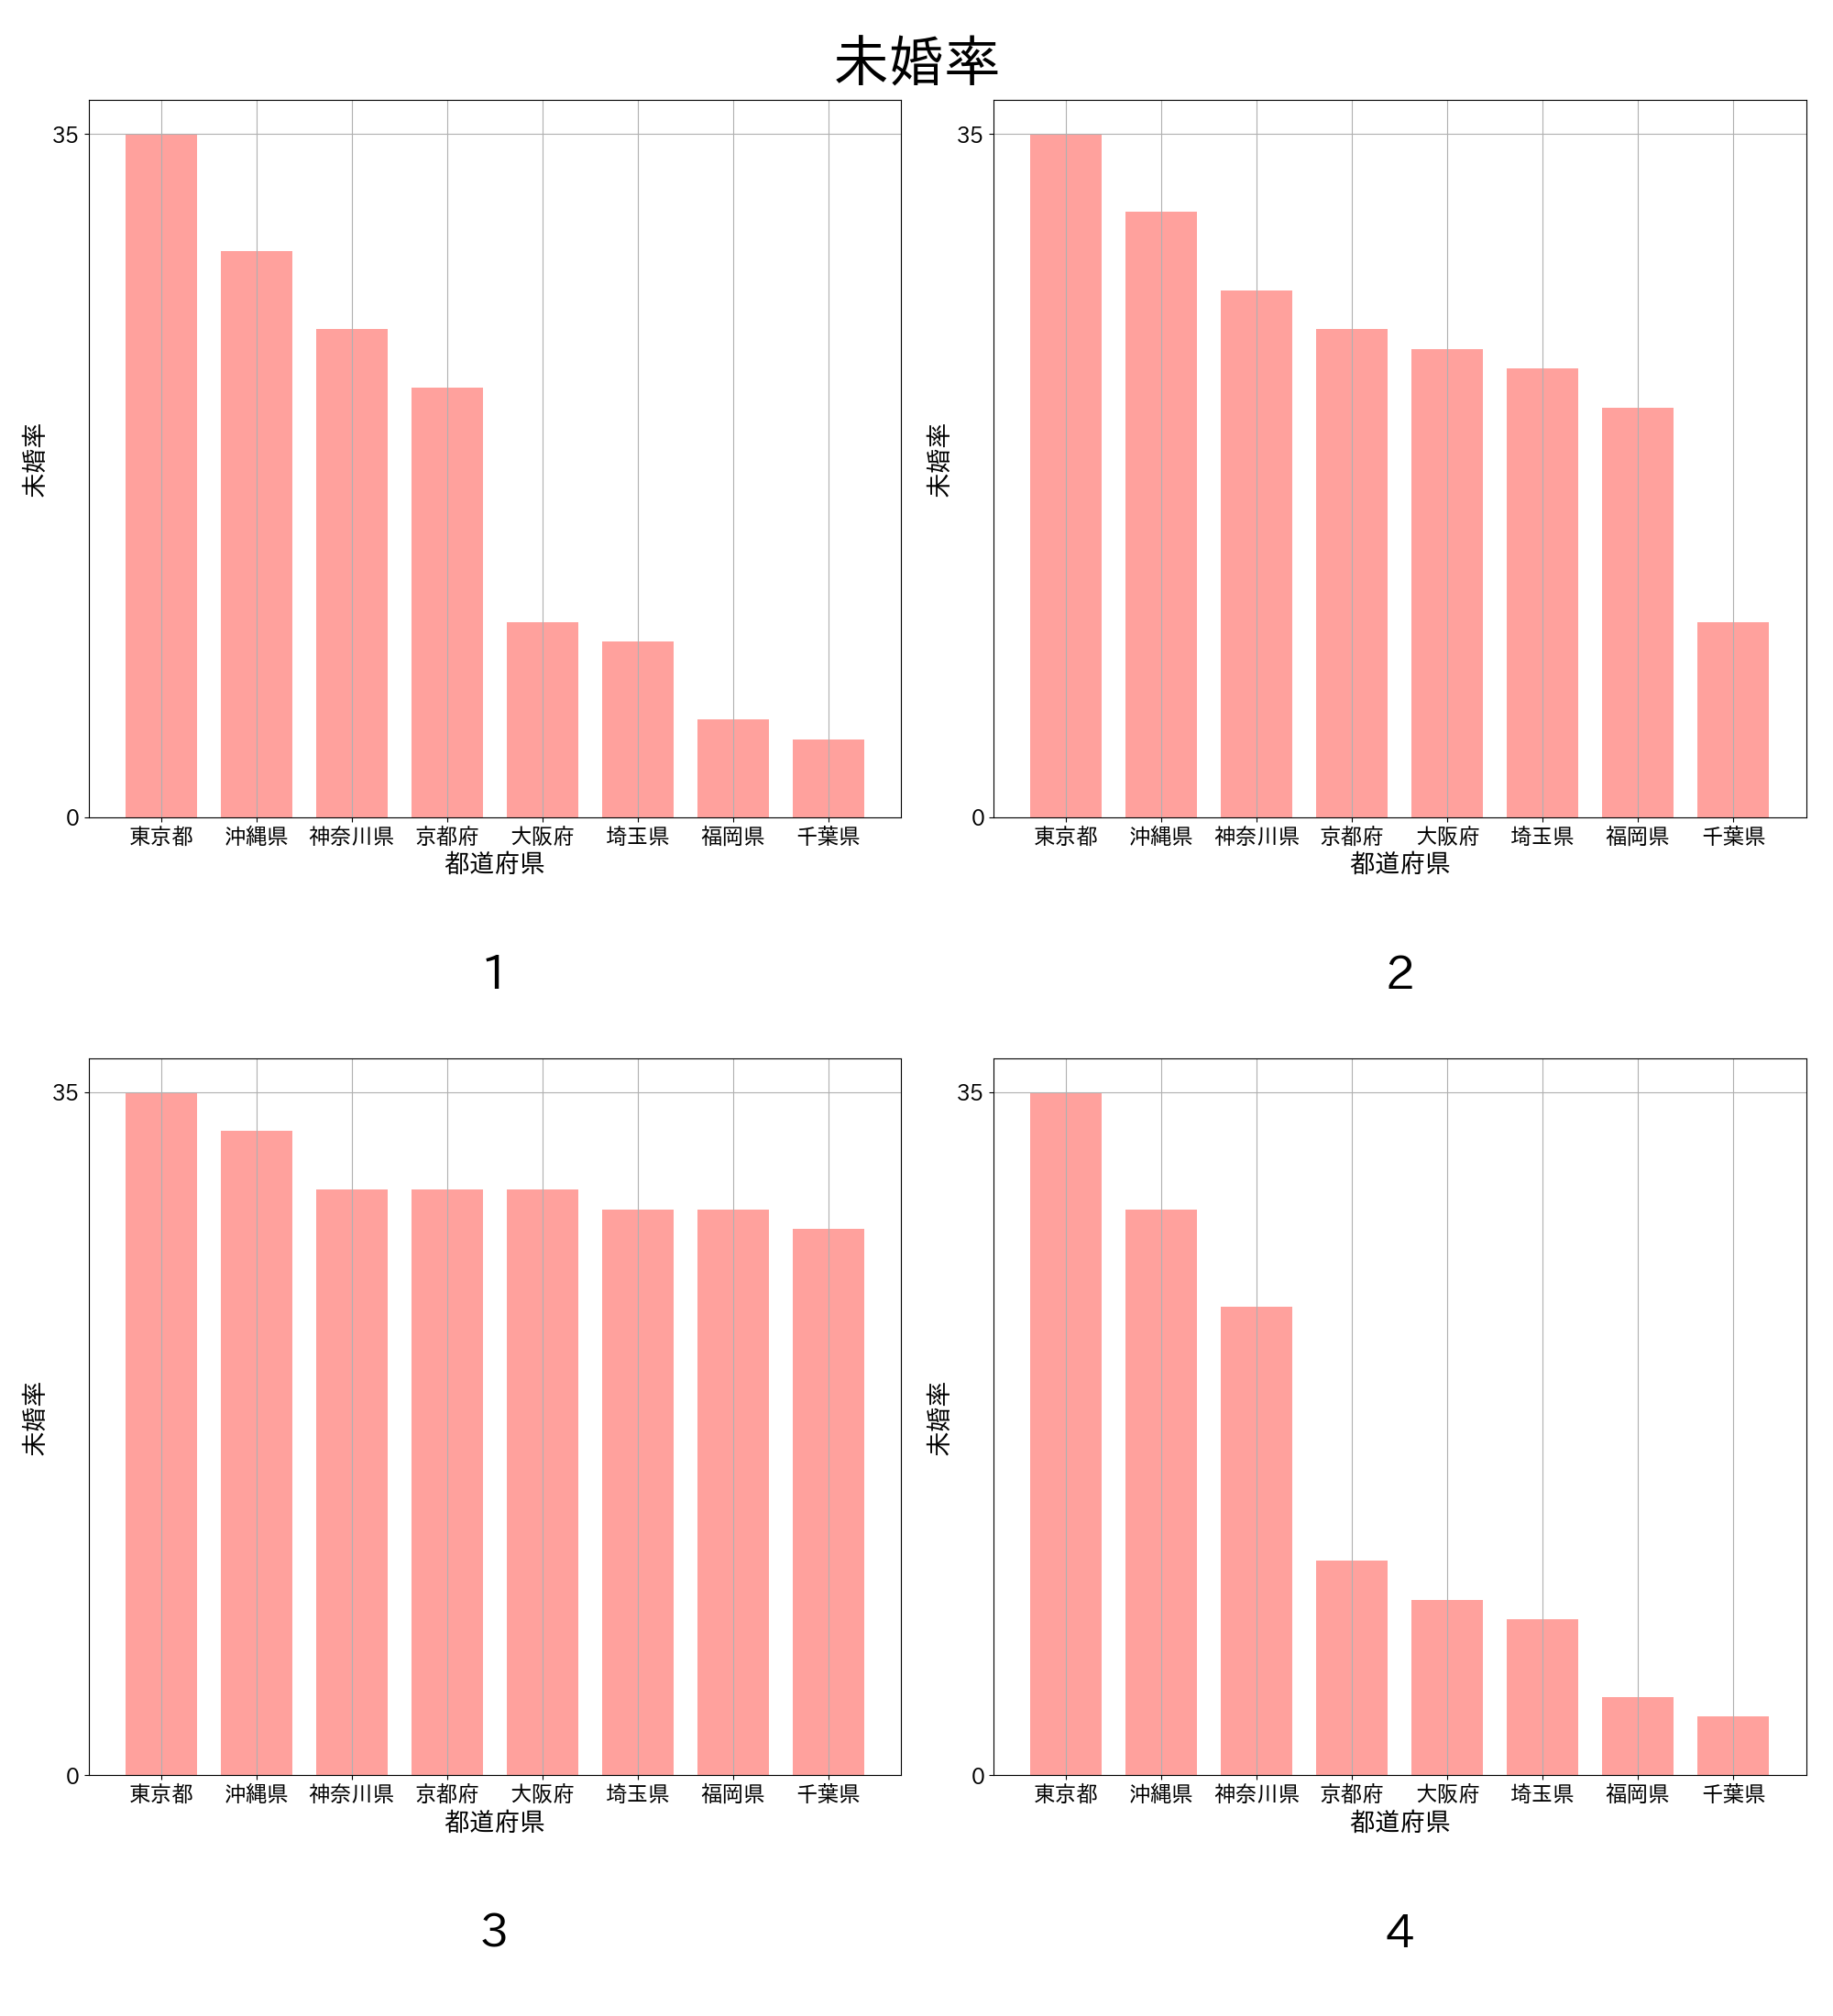 未婚率
35
0
未婚率
東京都 沖縄県 神奈川県 京都府 大阪府 埼玉県 福岡県 千葉県
都道府県
1
35
0
未婚率
東京都 沖縄県 神奈川県 京都府 大阪府 埼玉県 福岡県 千葉県
都道府県
2
35
0
未婚率
東京都 沖縄県 神奈川県 京都府 大阪府 埼玉県 福岡県 千葉県
都道府県
3
35
0
未婚率
東京都 沖縄県 神奈川県 京都府 大阪府 埼玉県 福岡県 千葉県
都道府県
4